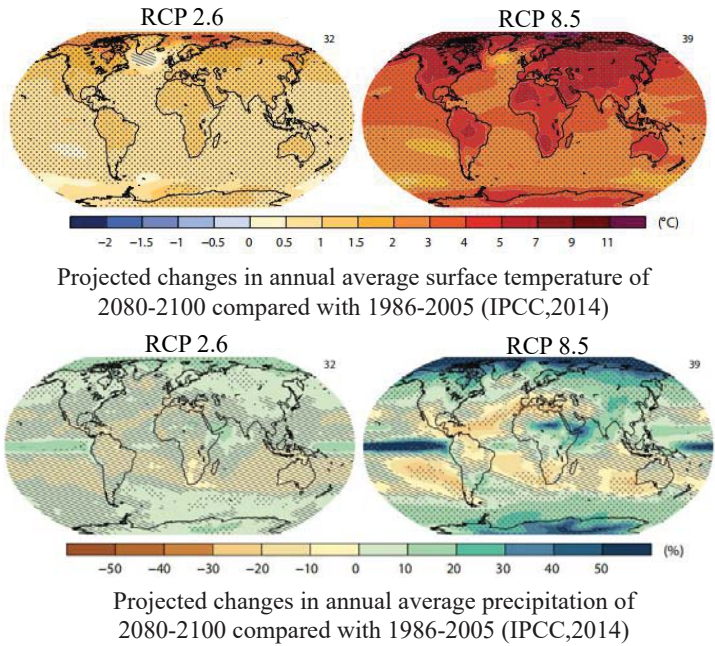 RCP 2.6 RCP 8.5
32 39
−2 −1.5 −1 −0.5 0 0.5 1 1.5 2 3 4 5 7 9 11 (°C)
Projected changes in annual average surface temperature of
2080-2100 compared with 1986-2005 (IPCC,2014)
RCP 2.6 RCP 8.5
32 39
−50 −40 −30 −20 −10 0 10 20 30 40 50 (%)
Projected changes in annual average precipitation of
2080-2100 compared with 1986-2005 (IPCC,2014)